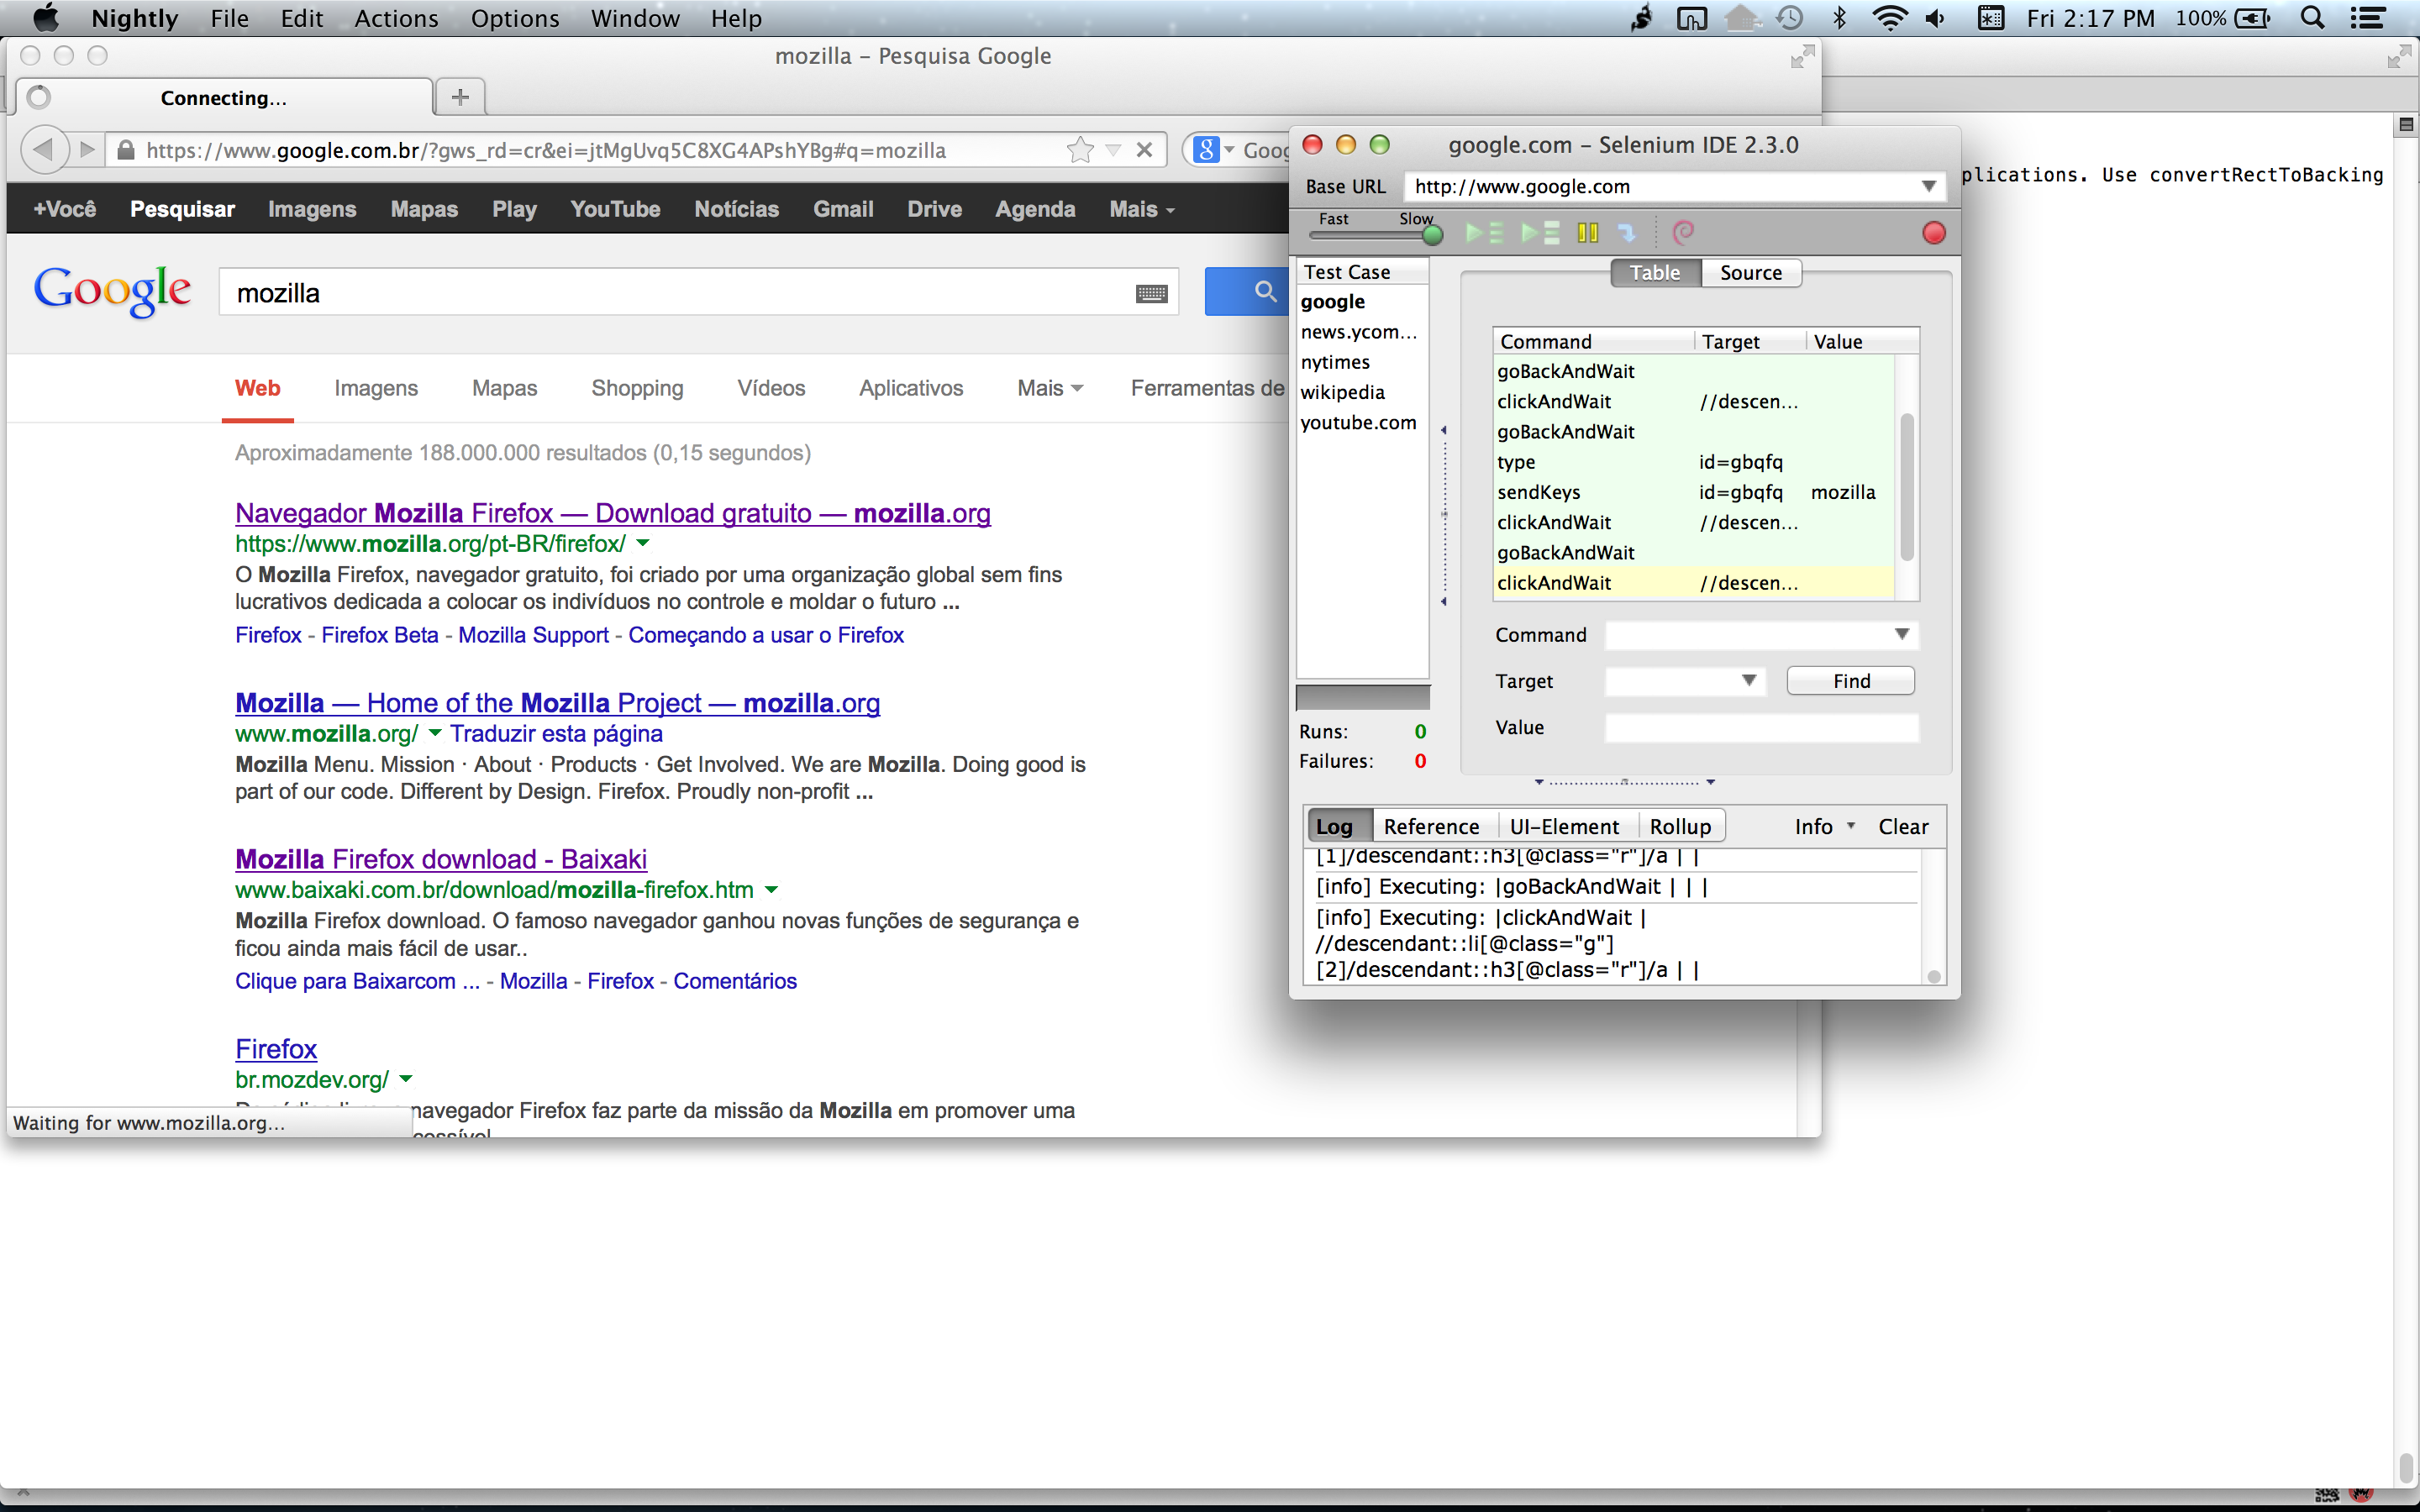 Nightly File Edit Actions Options Window Help Fri 2:17 PM 100%
mozilla – Pesquisa Google
Connecting...
https://www.google.com.br/?gws_rd=cr&ei=jtMgUvq5C8XG4APshYBg#q=mozilla
+Você Pesquisar Imagens Mapas Play YouTube Notícias Gmail Drive Agenda Mais
Google mozilla
Web Imagens Mapas Shopping Vídeos Aplicativos Mais Ferramentas de
Aproximadamente 188.000.000 resultados (0,15 segundos)
Navegador Mozilla Firefox — Download gratuito — mozilla.org
https://www.mozilla.org/pt-BR/firefox/
O Mozilla Firefox, navegador gratuito, foi criado por uma organização global sem fins
lucrativos dedicada a colocar os indivíduos no controle e moldar o futuro ...
Firefox - Firefox Beta - Mozilla Support - Começando a usar o Firefox
Mozilla — Home of the Mozilla Project — mozilla.org
www.mozilla.org/ Traduzir esta página
Mozilla Menu. Mission · About · Products · Get Involved. We are Mozilla. Doing good is
part of our code. Different by Design. Firefox. Proudly non-profit ...
Mozilla Firefox download - Baixaki
www.baixaki.com.br/download/mozilla-firefox.htm
Mozilla Firefox download. O famoso navegador ganhou novas funções de segurança e
ficou ainda mais fácil de usar..
Clique para Baixarcom ... - Mozilla - Firefox - Comentários
Firefox
br.mozdev.org/
navegador Firefox faz parte da missão da Mozilla em promover uma
Waiting for www.mozilla.org...
google.com – Selenium IDE 2.3.0
Base URL http://www.google.com
Fast Slow
Test Case
google
news.ycom...
nytimes
wikipedia
youtube.com
Runs: 0
Failures: 0
Table Source
Command Target Value
goBackAndWait
clickAndWait //descen...
goBackAndWait
type id=gbqfq
sendKeys id=gbqfq mozilla
clickAndWait //descen...
goBackAndWait
clickAndWait //descen...
Command
Target Find
Value
Log Reference UI-Element Rollup Info Clear
[1]/descendant::h3[@class="r"]/a | |
[info] Executing: |goBackAndWait | | |
[info] Executing: |clickAndWait |
//descendant::li[@class="g"]
[2]/descendant::h3[@class="r"]/a | |
plications. Use convertRectToBacking